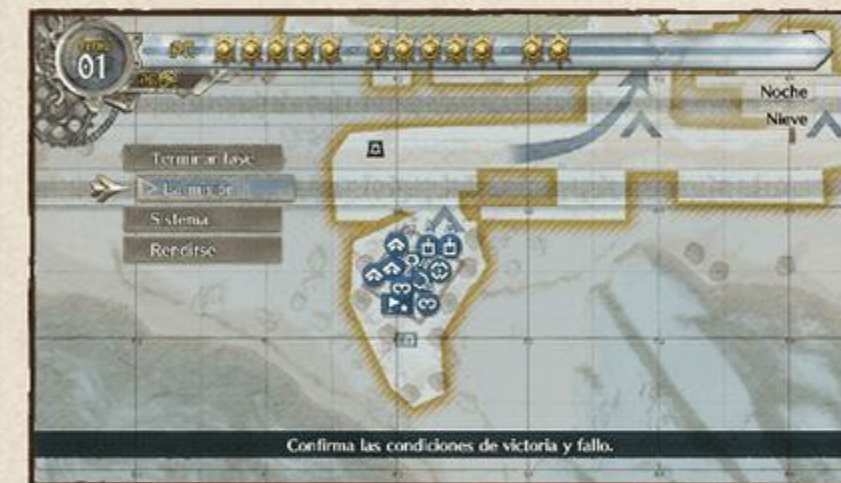 01
Noche
Nieve
Terminar fase
Sistema
Rendirse
Confirma las condiciones de victoria y fallo.